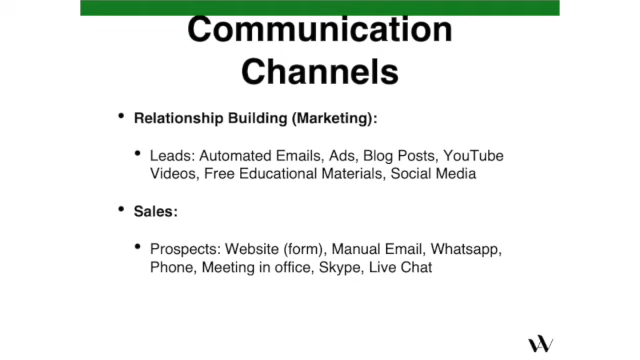 Communication
Channels
• Relationship Building (Marketing):
• Leads: Automated Emails, Ads, Blog Posts, YouTube
Videos, Free Educational Materials, Social Media
• Sales:
• Prospects: Website (form), Manual Email, Whatsapp,
Phone, Meeting in office, Skype, Live Chat